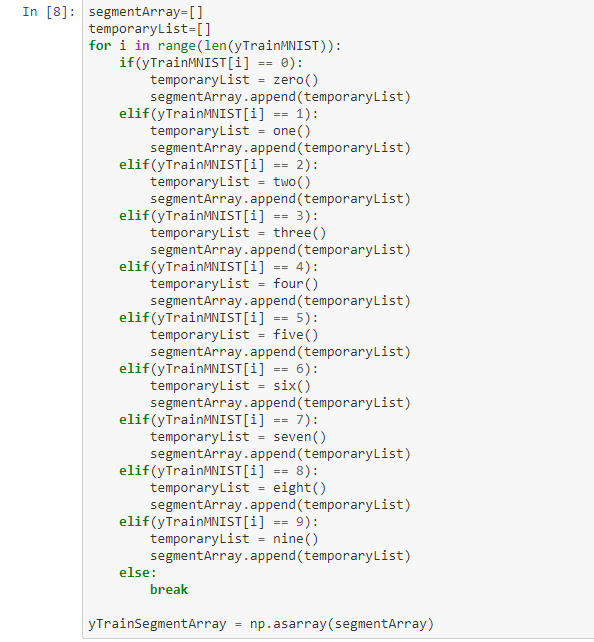 In [8]: segmentArray=[]
temporaryList=[]
for i in range(len(yTrainMNIST)):
    if(yTrainMNIST[i] == 0):
        temporaryList = zero()
        segmentArray.append(temporaryList)
    elif(yTrainMNIST[i] == 1):
        temporaryList = one()
        segmentArray.append(temporaryList)
    elif(yTrainMNIST[i] == 2):
        temporaryList = two()
        segmentArray.append(temporaryList)
    elif(yTrainMNIST[i] == 3):
        temporaryList = three()
        segmentArray.append(temporaryList)
    elif(yTrainMNIST[i] == 4):
        temporaryList = four()
        segmentArray.append(temporaryList)
    elif(yTrainMNIST[i] == 5):
        temporaryList = five()
        segmentArray.append(temporaryList)
    elif(yTrainMNIST[i] == 6):
        temporaryList = six()
        segmentArray.append(temporaryList)
    elif(yTrainMNIST[i] == 7):
        temporaryList = seven()
        segmentArray.append(temporaryList)
    elif(yTrainMNIST[i] == 8):
        temporaryList = eight()
        segmentArray.append(temporaryList)
    elif(yTrainMNIST[i] == 9):
        temporaryList = nine()
        segmentArray.append(temporaryList)
    else:
        break

yTrainSegmentArray = np.asarray(segmentArray)